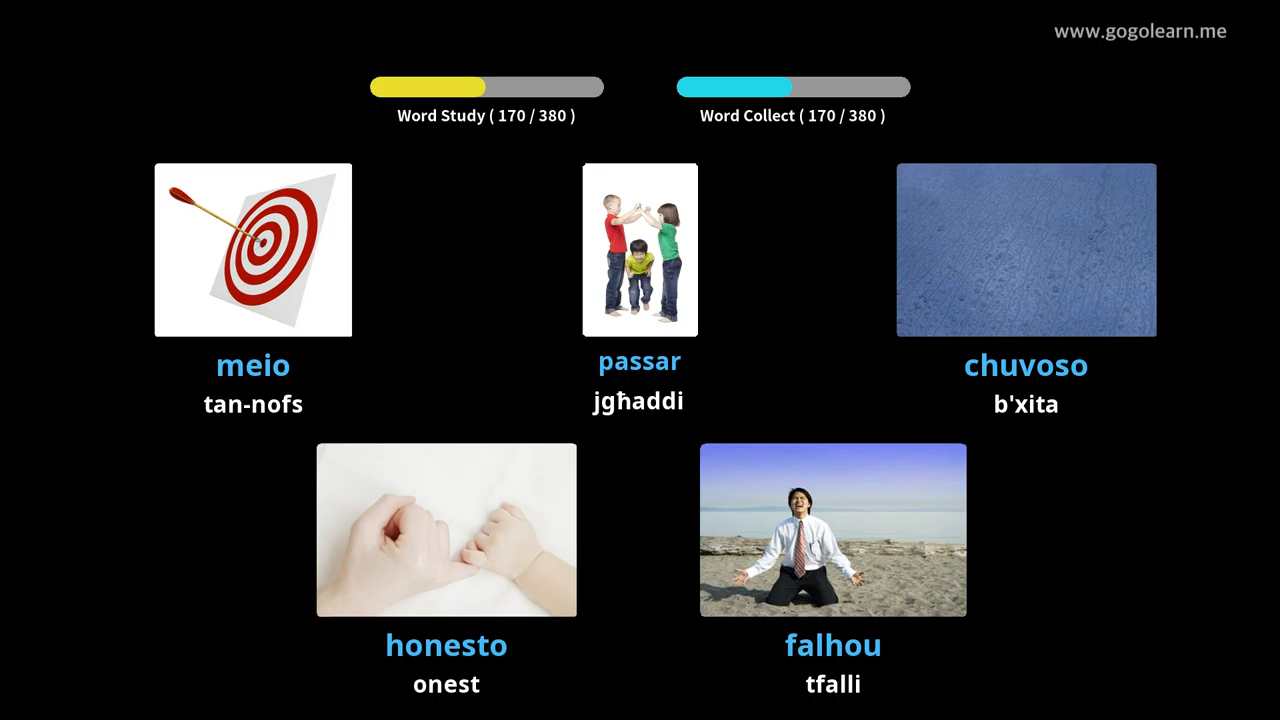 www.gogolearn.me
Word Study ( 170 / 380 )
Word Collect ( 170 / 380 )
meio
tan-nofs
passar
jgħaddi
chuvoso
b'xita
honesto
onest
falhou
tfalli